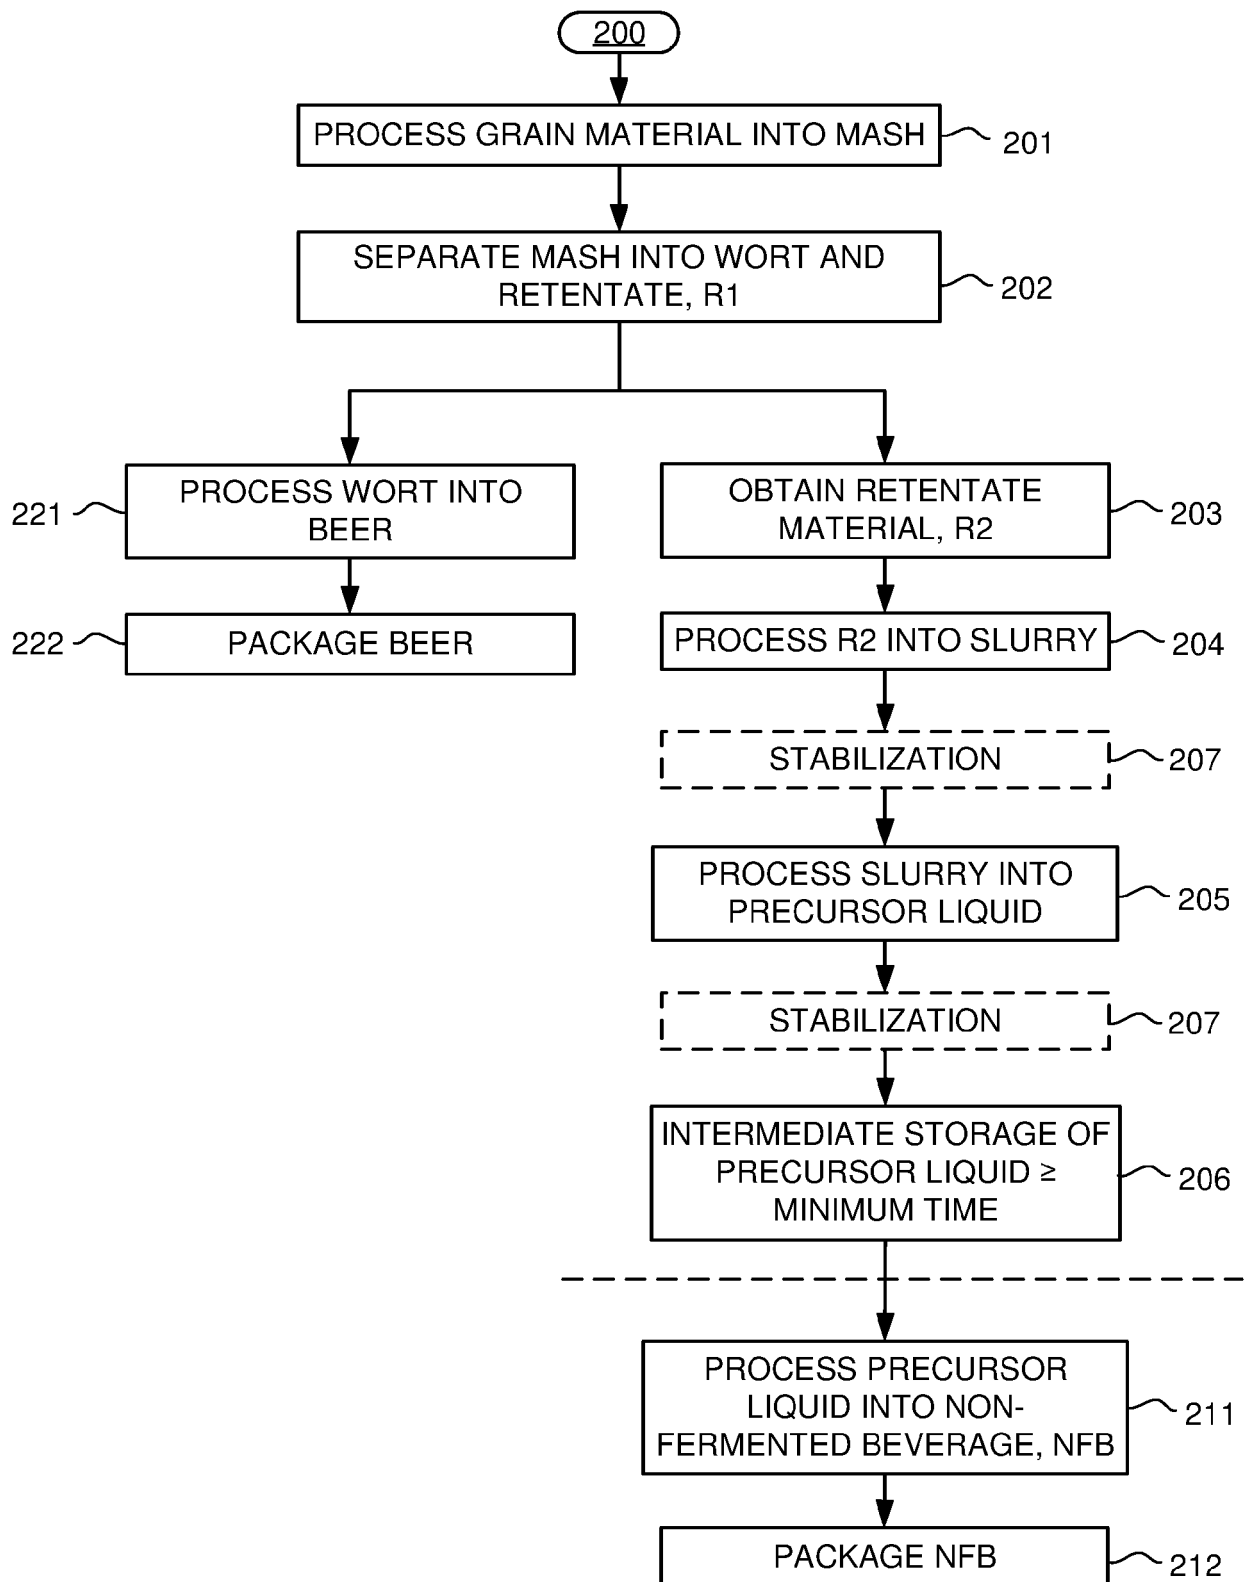 200
PROCESS GRAIN MATERIAL INTO MASH
201
SEPARATE MASH INTO WORT AND
RETENTATE, R1
202
PROCESS WORT INTO
BEER
221
OBTAIN RETENTATE
MATERIAL, R2
203
PACKAGE BEER
222
PROCESS R2 INTO SLURRY
204
STABILIZATION
207
PROCESS SLURRY INTO
PRECURSOR LIQUID
205
STABILIZATION
207
INTERMEDIATE STORAGE OF
PRECURSOR LIQUID ≥
MINIMUM TIME
206
PROCESS PRECURSOR
LIQUID INTO NON-
FERMENTED BEVERAGE, NFB
211
PACKAGE NFB
212